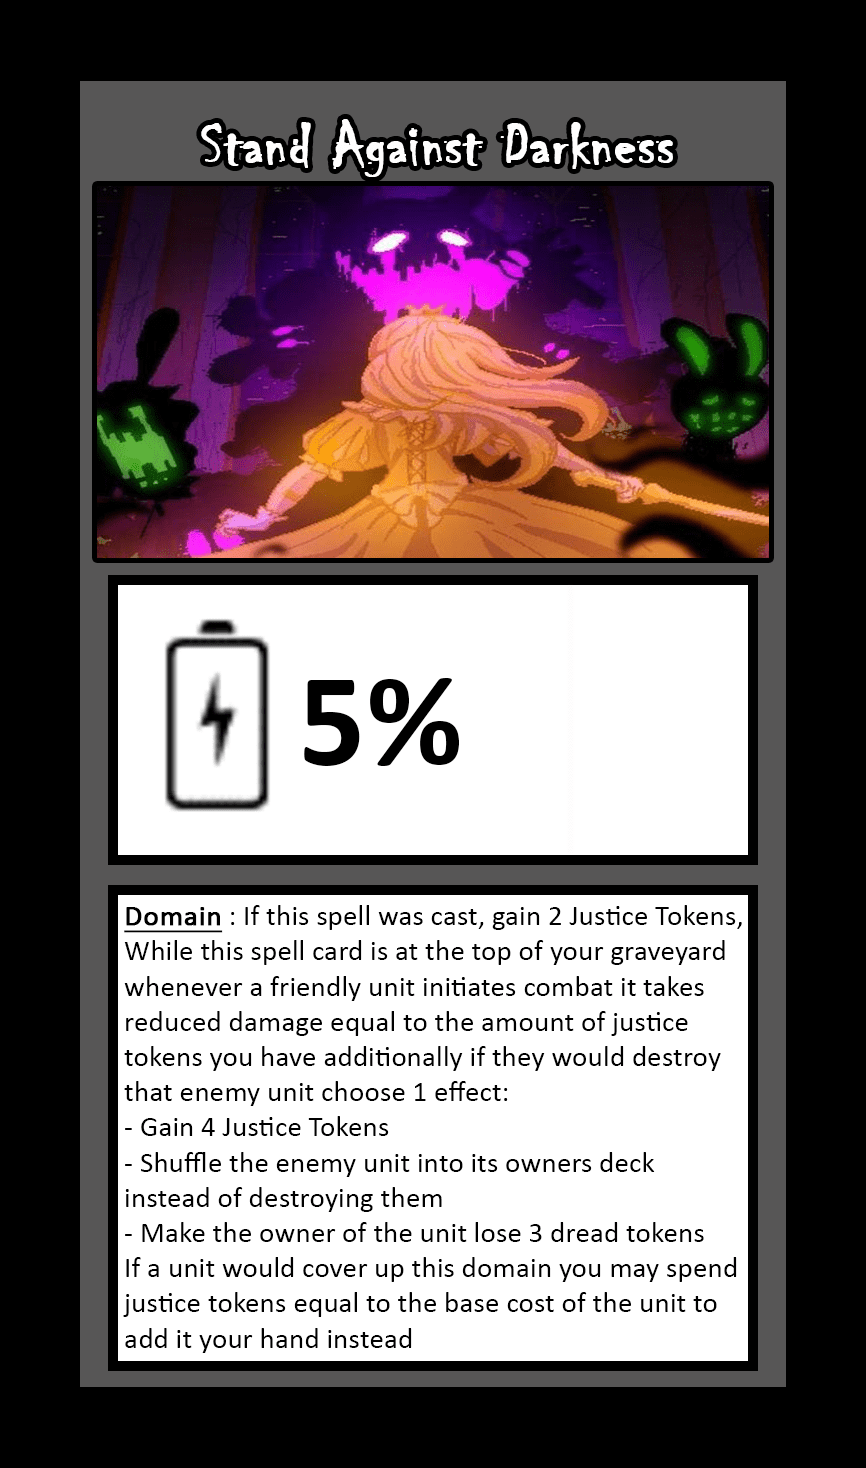 Stand Against Darkness
5%
Domain : If this spell was cast, gain 2 Justice Tokens,
While this spell card is at the top of your graveyard
whenever a friendly unit initiates combat it takes
reduced damage equal to the amount of justice
tokens you have additionally if they would destroy
that enemy unit choose 1 effect:
- Gain 4 Justice Tokens
- Shuffle the enemy unit into its owners deck
instead of destroying them
- Make the owner of the unit lose 3 dread tokens
If a unit would cover up this domain you may spend
justice tokens equal to the base cost of the unit to
add it your hand instead